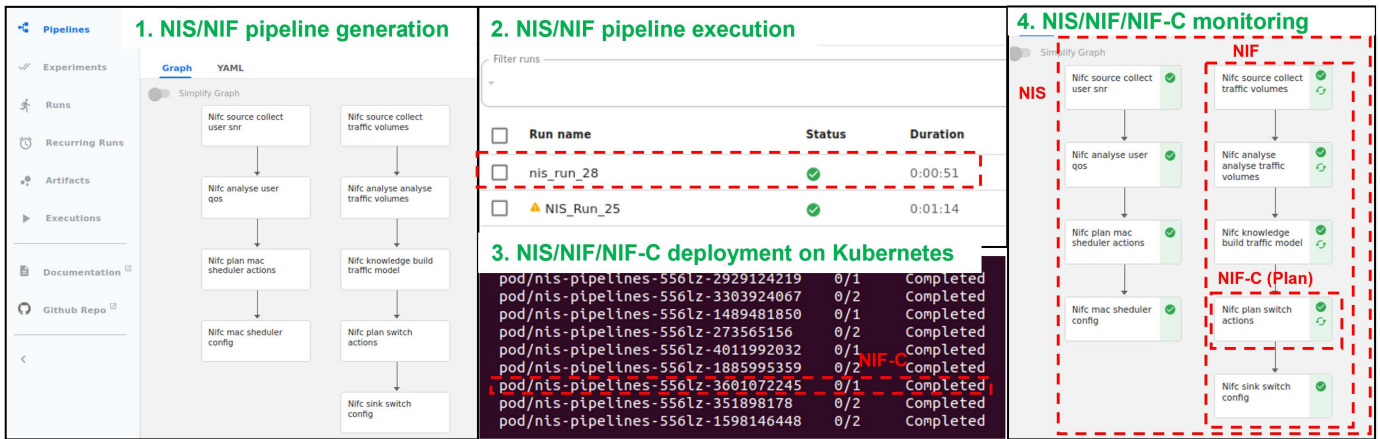 Pipelines
Experiments
Runs
Recurring Runs
Artifacts
Executions
Documentation
Github Repo
1. NIS/NIF pipeline generation
Graph YAML
Simplify Graph
Nifc source collect
user snr
Nifc analyse user
qos
Nifc plan mac
sheduler actions
Nifc mac sheduler
config
Nifc source collect
traffic volumes
Nifc analyse analyse
traffic volumes
Nifc knowledge build
traffic model
Nifc plan switch
actions
Nifc sink switch
config
2. NIS/NIF pipeline execution
Filter runs
Run name Status Duration
nis_run_28 0:00:51
NIS_Run_25 0:01:14
3. NIS/NIF/NIF-C deployment on Kubernetes
pod/nis-pipelines-556lz-2929124219 0/1 Completed
pod/nis-pipelines-556lz-3303924067 0/2 Completed
pod/nis-pipelines-556lz-1489481850 0/1 Completed
pod/nis-pipelines-556lz-273565156 0/2 Completed
pod/nis-pipelines-556lz-4011992032 0/1 Completed
pod/nis-pipelines-556lz-1885995359 0/2 Completed
NIF-C
pod/nis-pipelines-556lz-3601072245 0/1 Completed
pod/nis-pipelines-556lz-351898178 0/2 Completed
pod/nis-pipelines-556lz-1598146448 0/2 Completed
4. NIS/NIF/NIF-C monitoring
Simplify Graph
NIS
NIF
Nifc source collect
user snr
Nifc analyse user
qos
Nifc plan mac
sheduler actions
Nifc mac sheduler
config
Nifc source collect
traffic volumes
Nifc analyse
analyse traffic
volumes
Nifc knowledge
build traffic model
NIF-C (Plan)
Nifc plan switch
actions
Nifc sink switch
config